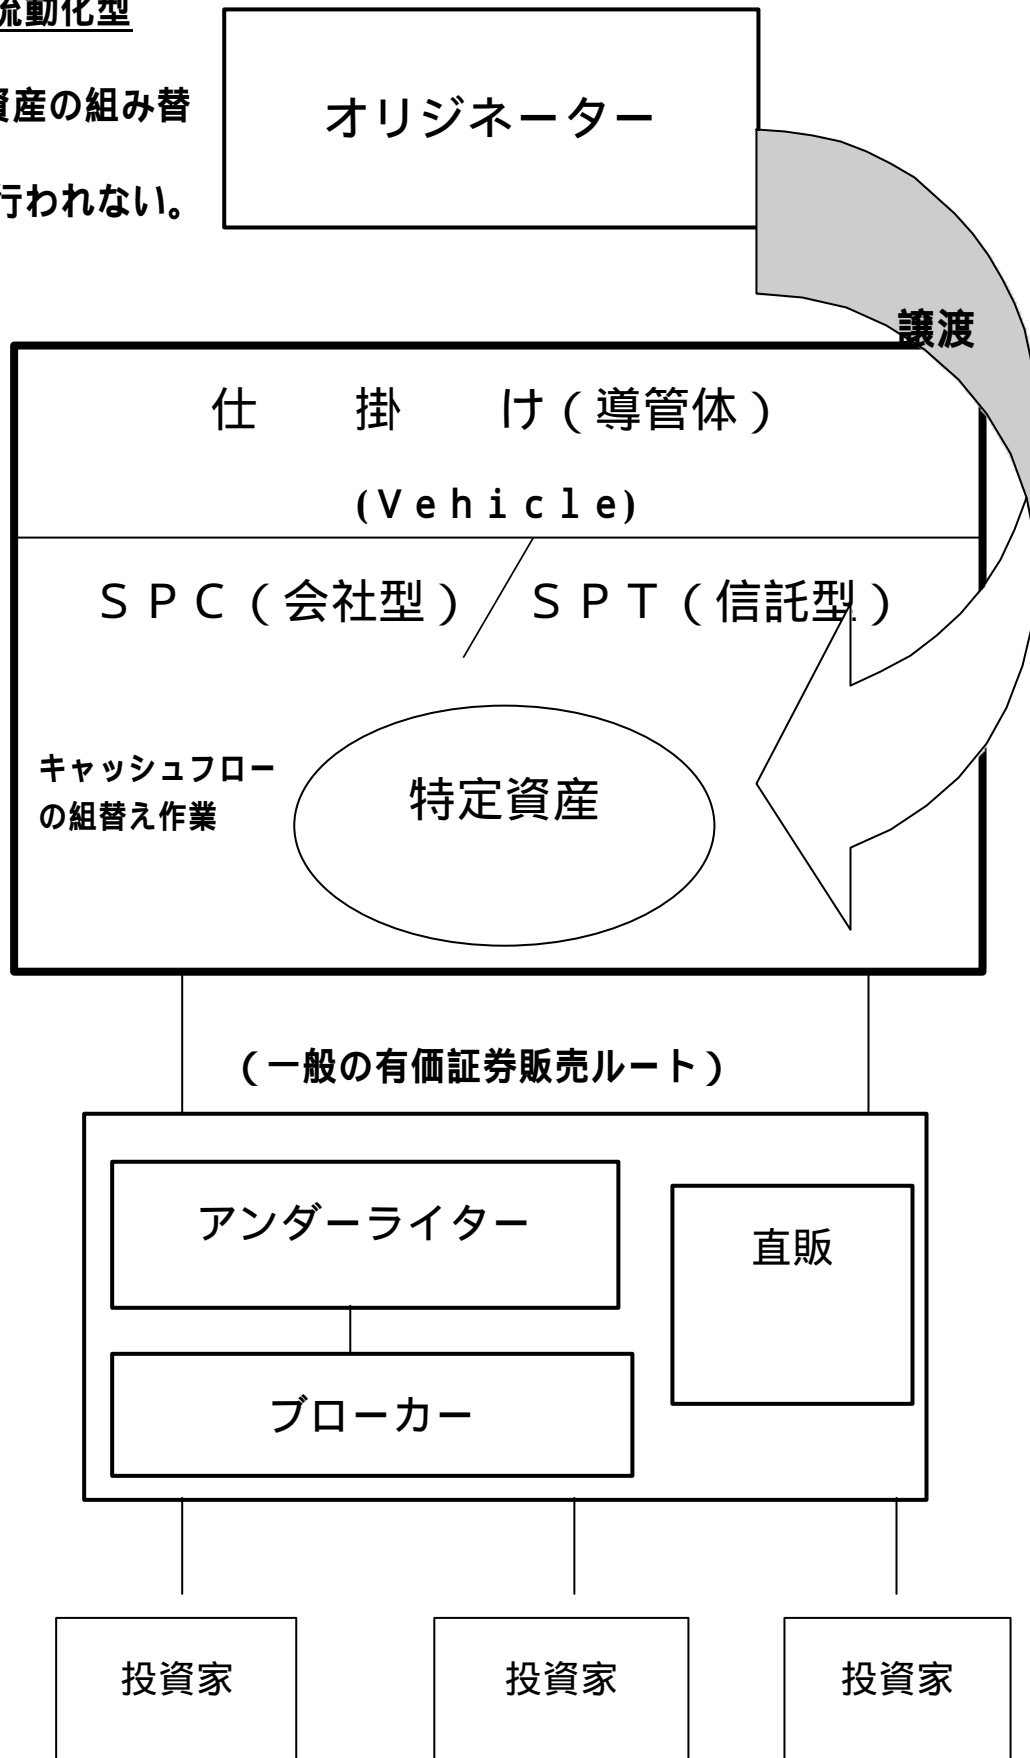 流動化型
資産の組み替
行われない。
オリジネーター
譲渡
仕　掛　け（導管体）
(Ｖｅｈｉｃｌｅ)
ＳＰＣ（会社型）
ＳＰＴ（信託型）
キャッシュフロー
の組替え作業
特定資産
（一般の有価証券販売ルート）
アンダーライター
直販
ブローカー
投資家
投資家
投資家